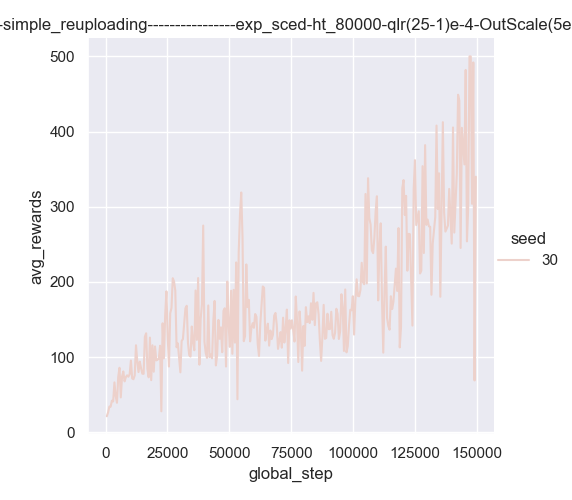 -simple_reuploading----------------exp_sced-ht_80000-qlr(25-1)e-4-OutScale(5e
500
400
300
200
100
0
avg_rewards
0 25000 50000 75000 100000 125000 150000
global_step
seed
30